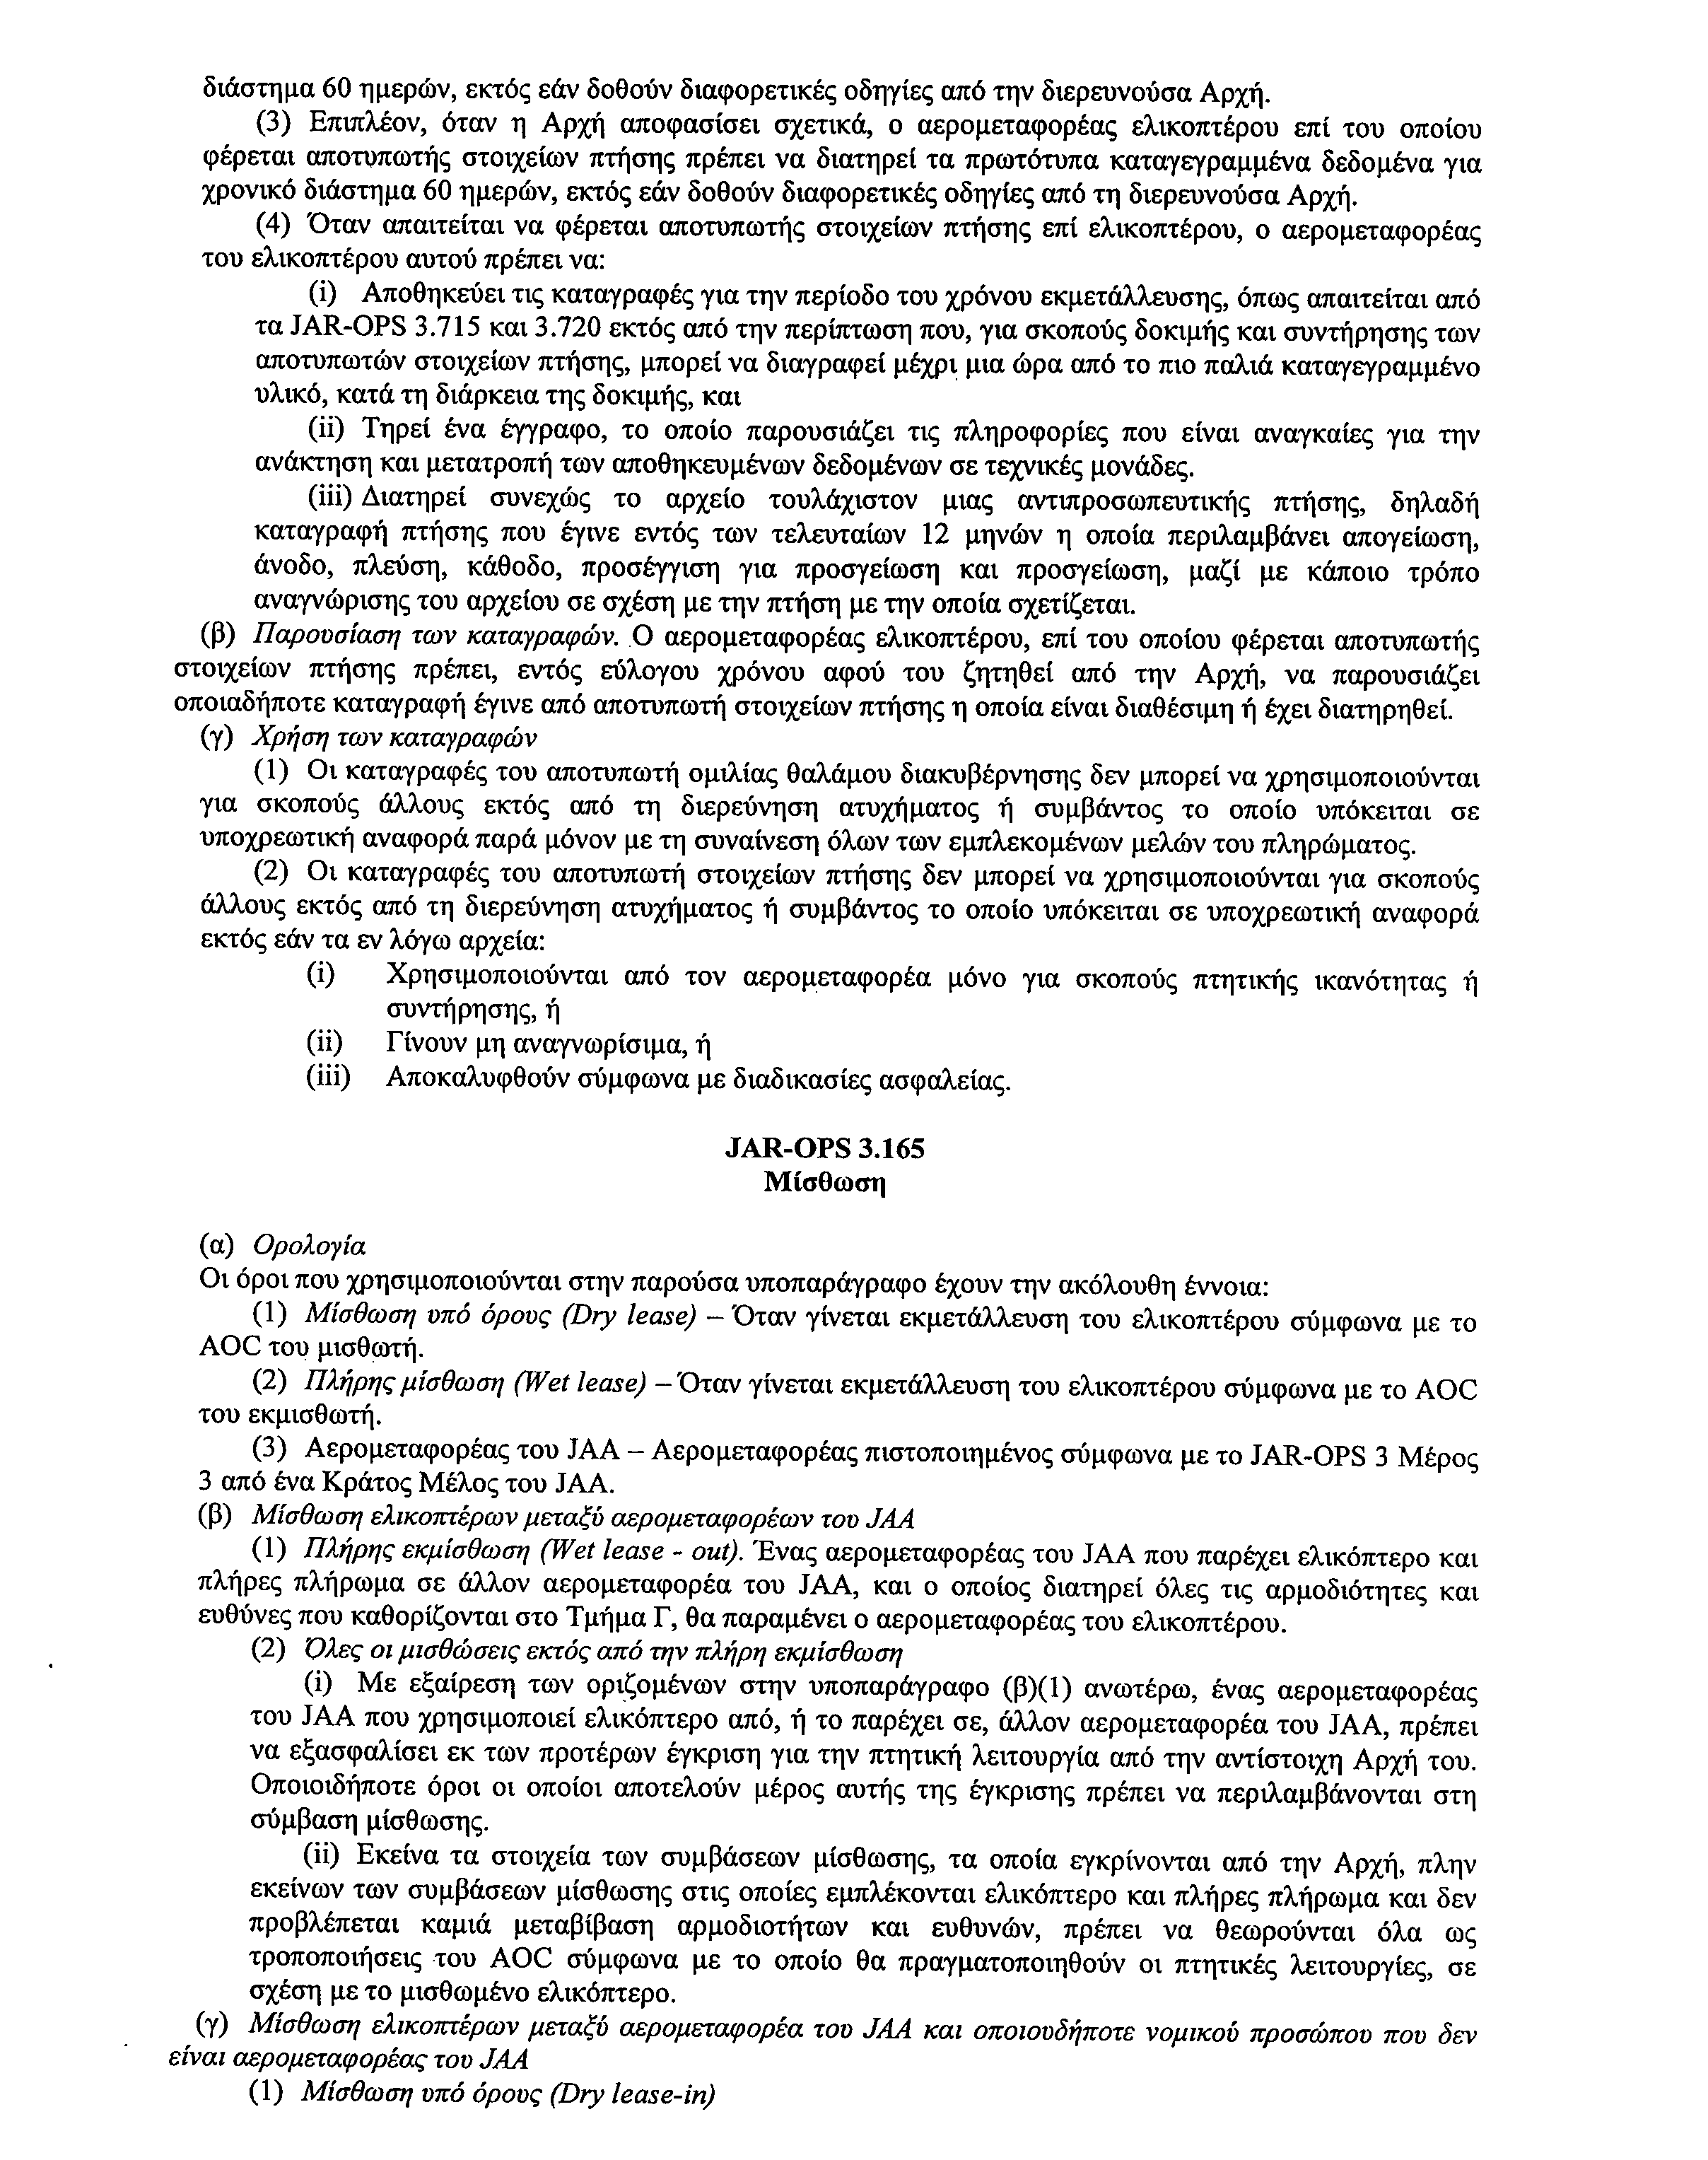 διάστημα 60 ημερών, εκτός εάν δοθούν διαφορετικές οδηγίες από την διερευνούσα Αρχή.
(3) Επιπλέον, όταν η Αρχή αποφασίσει σχετικά, ο αερομεταφορέας ελικοπτέρου επί του οποίου
φέρεται αποτυπωτής στοιχείων πτήσης πρέπει να διατηρεί τα πρωτότυπα καταγεγραμμένα δεδομένα για
χρονικό διάστημα 60 ημερών, εκτός εάν δοθούν διαφορετικές οδηγίες από τη διερευνούσα Αρχή.
(4) Όταν απαιτείται να φέρεται αποτυπωτής στοιχείων πτήσης επί ελικοπτέρου, ο αερομεταφορέας
του ελικοπτέρου αυτού πρέπει να:
(i) Αποθηκεύει τις καταγραφές για την περίοδο του χρόνου εκμετάλλευσης, όπως απαιτείται από
τα JAR-OPS 3.715 και 3.720 εκτός από την περίπτωση που, για σκοπούς δοκιμής και συντήρησης των
αποτυπωτών στοιχείων πτήσης, μπορεί να διαγραφεί μέχρι μια ώρα από το πιο παλιά καταγεγραμμένο
υλικό, κατά τη διάρκεια της δοκιμής, και
(ii) Τηρεί ένα έγγραφο, το οποίο παρουσιάζει τις πληροφορίες που είναι αναγκαίες για την
ανάκτηση και μετατροπή των αποθηκευμένων δεδομένων σε τεχνικές μονάδες.
(iii) Διατηρεί συνεχώς το αρχείο τουλάχιστον μιας αντιπροσωπευτικής πτήσης, δηλαδή
καταγραφή πτήσης που έγινε εντός των τελευταίων 12 μηνών η οποία περιλαμβάνει απογείωση,
άνοδο, πλεύση, κάθοδο, προσέγγιση για προσγείωση και προσγείωση, μαζί με κάποιο τρόπο
αναγνώρισης του αρχείου σε σχέση με την πτήση με την οποία σχετίζεται.
(β) Παρουσίαση των καταγραφών. Ο αερομεταφορέας ελικοπτέρου, επί του οποίου φέρεται αποτυπωτής
στοιχείων πτήσης πρέπει, εντός εύλογου χρόνου αφού του ζητηθεί από την Αρχή, να παρουσιάζει
οποιαδήποτε καταγραφή έγινε από αποτυπωτή στοιχείων πτήσης η οποία είναι διαθέσιμη ή έχει διατηρηθεί.
(γ) Χρήση των καταγραφών
(1) Οι καταγραφές του αποτυπωτή ομιλίας θαλάμου διακυβέρνησης δεν μπορεί να χρησιμοποιούνται
για σκοπούς άλλους εκτός από τη διερεύνηση ατυχήματος ή συμβάντος το οποίο υπόκειται σε
υποχρεωτική αναφορά παρά μόνον με τη συναίνεση όλων των εμπλεκομένων μελών του πληρώματος.
(2) Οι καταγραφές του αποτυπωτή στοιχείων πτήσης δεν μπορεί να χρησιμοποιούνται για σκοπούς
άλλους εκτός από τη διερεύνηση ατυχήματος ή συμβάντος το οποίο υπόκειται σε υποχρεωτική αναφορά
εκτός εάν τα εν λόγω αρχεία:
(i) Χρησιμοποιούνται από τον αερομεταφορέα μόνο για σκοπούς πτητικής ικανότητας ή
συντήρησης, ή
(ii) Γίνουν μη αναγνωρίσιμα, ή
(iii) Αποκαλυφθούν σύμφωνα με διαδικασίες ασφαλείας.
JAR-OPS 3.165
Μίσθωση
(α) Ορολογία
Οι όροι που χρησιμοποιούνται στην παρούσα υποπαράγραφο έχουν την ακόλουθη έννοια:
(1) Μίσθωση υπό όρους (Dry lease) – Όταν γίνεται εκμετάλλευση του ελικοπτέρου σύμφωνα με το
AOC του μισθωτή.
(2) Πλήρης μίσθωση (Wet lease) – Όταν γίνεται εκμετάλλευση του ελικοπτέρου σύμφωνα με το AOC
του εκμισθωτή.
(3) Αερομεταφορέας του JAA – Αερομεταφορέας πιστοποιημένος σύμφωνα με το JAR-OPS 3 Μέρος
3 από ένα Κράτος Μέλος του JAA.
(β) Μίσθωση ελικοπτέρων μεταξύ αερομεταφορέων του JAA
(1) Πλήρης εκμίσθωση (Wet lease - out). Ένας αερομεταφορέας του JAA που παρέχει ελικόπτερο και
πλήρες πλήρωμα σε άλλον αερομεταφορέα του JAA, και ο οποίος διατηρεί όλες τις αρμοδιότητες και
ευθύνες που καθορίζονται στο Τμήμα Γ, θα παραμένει ο αερομεταφορέας του ελικοπτέρου.
(2) Όλες οι μισθώσεις εκτός από την πλήρη εκμίσθωση
(i) Με εξαίρεση των οριζομένων στην υποπαράγραφο (β)(1) ανωτέρω, ένας αερομεταφορέας
του JAA που χρησιμοποιεί ελικόπτερο από, ή το παρέχει σε, άλλον αερομεταφορέα του JAA, πρέπει
να εξασφαλίσει εκ των προτέρων έγκριση για την πτητική λειτουργία από την αντίστοιχη Αρχή του.
Οποιοιδήποτε όροι οι οποίοι αποτελούν μέρος αυτής της έγκρισης πρέπει να περιλαμβάνονται στη
σύμβαση μίσθωσης.
(ii) Εκείνα τα στοιχεία των συμβάσεων μίσθωσης, τα οποία εγκρίνονται από την Αρχή, πλην
εκείνων των συμβάσεων μίσθωσης στις οποίες εμπλέκονται ελικόπτερο και πλήρες πλήρωμα και δεν
προβλέπεται καμιά μεταβίβαση αρμοδιοτήτων και ευθυνών, πρέπει να θεωρούνται όλα ως
τροποποιήσεις του AOC σύμφωνα με το οποίο θα πραγματοποιηθούν οι πτητικές λειτουργίες, σε
σχέση με το μισθωμένο ελικόπτερο.
(γ) Μίσθωση ελικοπτέρων μεταξύ αερομεταφορέα του JAA και οποιουδήποτε νομικού προσώπου που δεν
είναι αερομεταφορέας του JAA
(1) Μίσθωση υπό όρους (Dry lease-in)